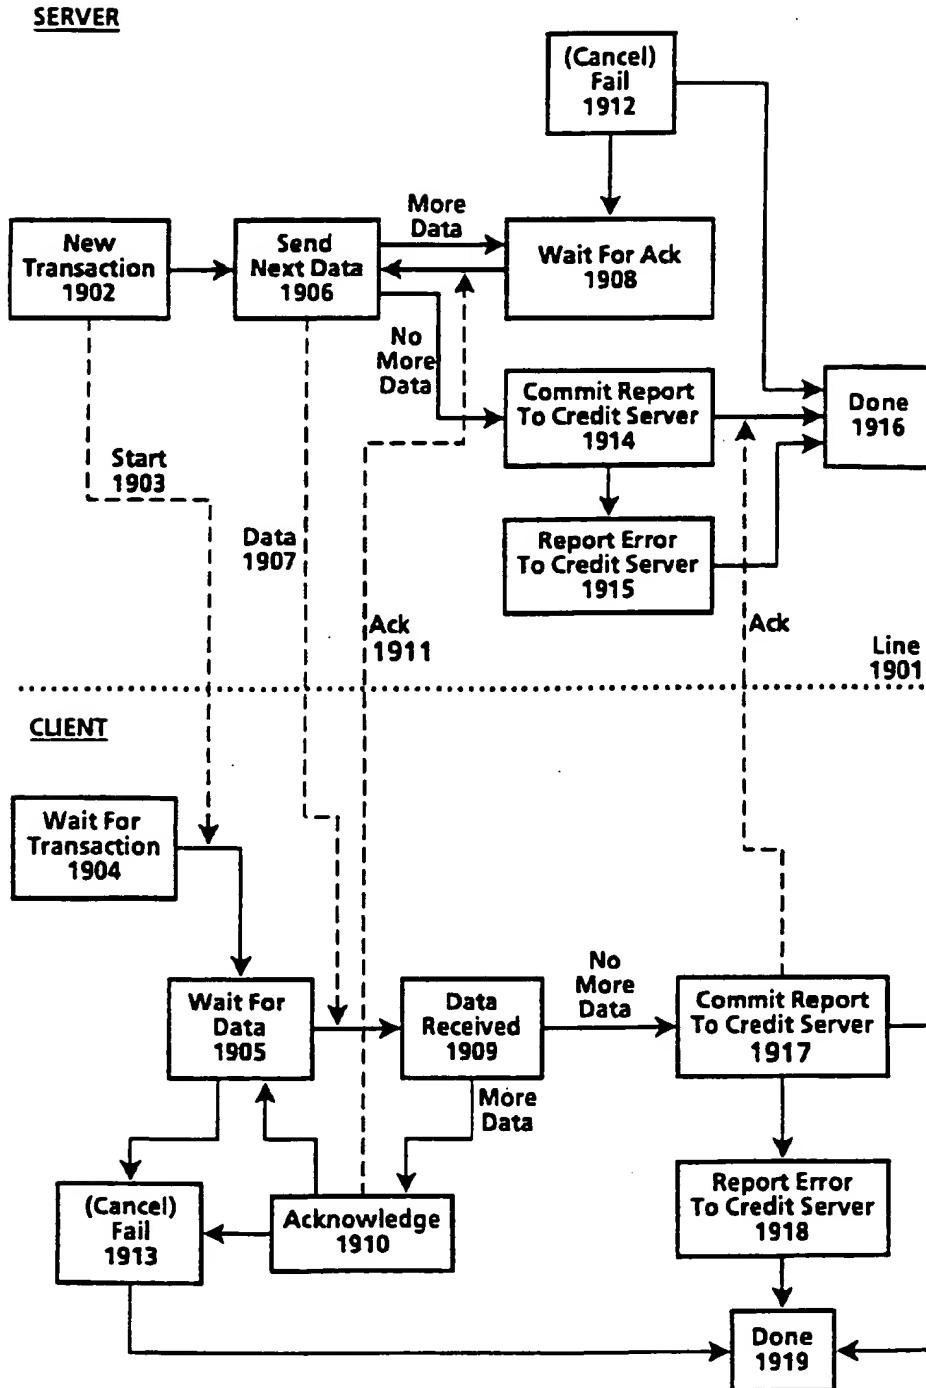 SERVER
(Cancel)
Fail
1912
More
Data
New
Transaction
1902
Send
Next Data
1906
Wait For Ack
1908
No
More
Data
Commit Report
To Credit Server
1914
Done
1916
Start
1903
Data
1907
Report Error
To Credit Server
1915
Ack
1911
Ack
Line
1901
CLIENT
Wait For
Transaction
1904
Wait For
Data
1905
Data
Received
1909
No
More
Data
Commit Report
To Credit Server
1917
More
Data
(Cancel)
Fail
1913
Acknowledge
1910
Report Error
To Credit Server
1918
Done
1919